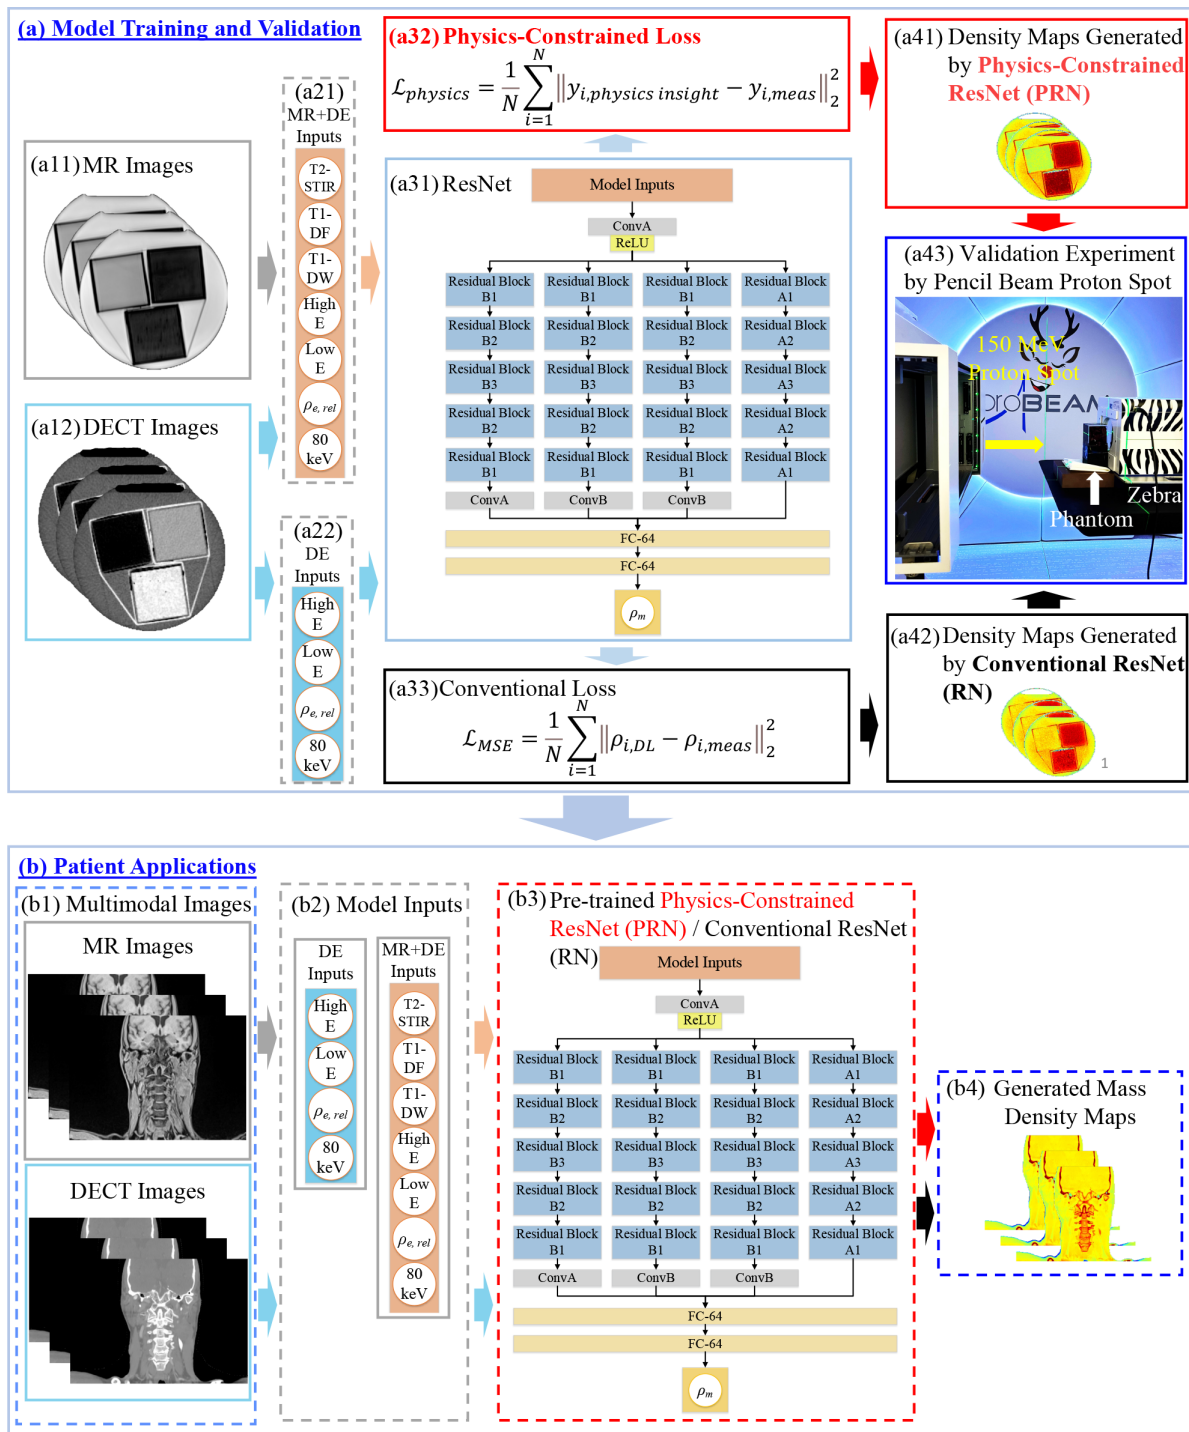 (a) Model Training and Validation
(a11) MR Images
(a12) DECT Images
(a21)
MR+DE
Inputs
T2-
STIR
T1-
DF
T1-
DW
High
E
Low
E
ρe, rel
80
keV
(a22)
DE
Inputs
High
E
Low
E
ρe, rel
80
keV
(a32) Physics-Constrained Loss
ℒphysics = 1/N ∑i=1N ‖yi,physics insight − yi,meas‖22
(a31) ResNet
Model Inputs
ConvA
ReLU
Residual Block B1 Residual Block B1 Residual Block B1 Residual Block A1
Residual Block B2 Residual Block B2 Residual Block B2 Residual Block A2
Residual Block B3 Residual Block B3 Residual Block B3 Residual Block A3
Residual Block B2 Residual Block B2 Residual Block B2 Residual Block A2
Residual Block B1 Residual Block B1 Residual Block B1 Residual Block A1
ConvA ConvB ConvB
FC-64
FC-64
ρm
(a33)Conventional Loss
ℒMSE = 1/N ∑i=1N ‖ρi,DL − ρi,meas‖22
(a41) Density Maps Generated
by Physics-Constrained
ResNet (PRN)
(a43) Validation Experiment
by Pencil Beam Proton Spot
150 MeV
Proton Spot
proBEAM
Zebra
Phantom
(a42) Density Maps Generated
by Conventional ResNet
(RN)
1
(b) Patient Applications
(b1) Multimodal Images
MR Images
DECT Images
(b2) Model Inputs
DE
Inputs
High
E
Low
E
ρe, rel
80
keV
MR+DE
Inputs
T2-
STIR
T1-
DF
T1-
DW
High
E
Low
E
ρe, rel
80
keV
(b3) Pre-trained Physics-Constrained
ResNet (PRN) / Conventional ResNet
(RN)
Model Inputs
ConvA
ReLU
Residual Block B1 Residual Block B1 Residual Block B1 Residual Block A1
Residual Block B2 Residual Block B2 Residual Block B2 Residual Block A2
Residual Block B3 Residual Block B3 Residual Block B3 Residual Block A3
Residual Block B2 Residual Block B2 Residual Block B2 Residual Block A2
Residual Block B1 Residual Block B1 Residual Block B1 Residual Block A1
ConvA ConvB ConvB
FC-64
FC-64
ρm
(b4) Generated Mass
Density Maps